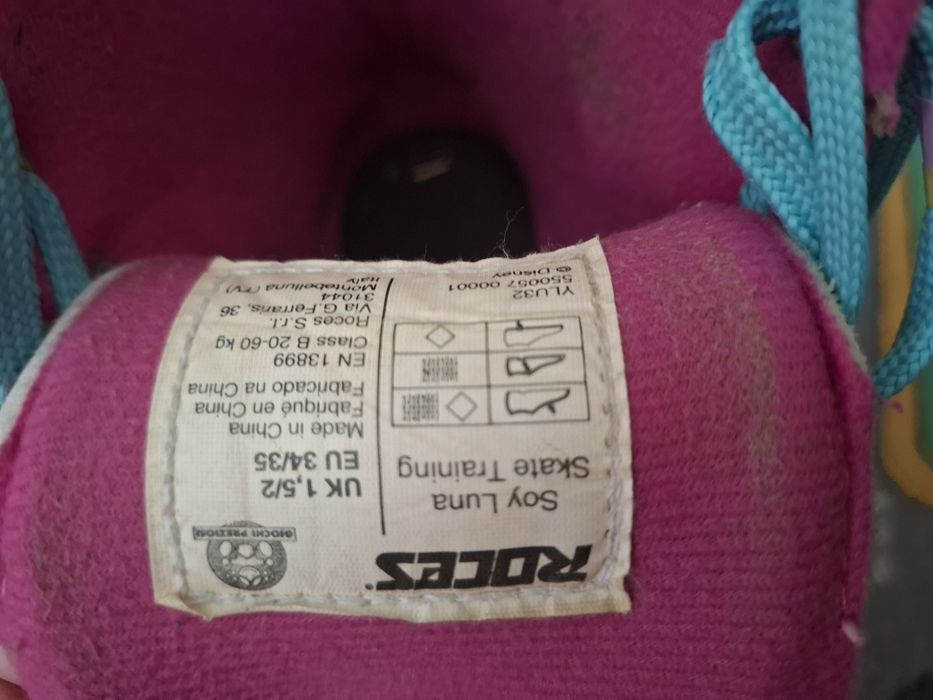 ROCES
Soy Luna
Skate Training
YLU32
550057 00001
© Disney
GIOCHI PREZIOSI
UK 1,5/2
EU 34/35
Made in China
Fabriqué en China
Fabricado na China
EN 13899
Class B 20-60 kg
Roces S.r.l.
Via G.Ferraris, 36
31044
Montebelluna (TV)
Italy